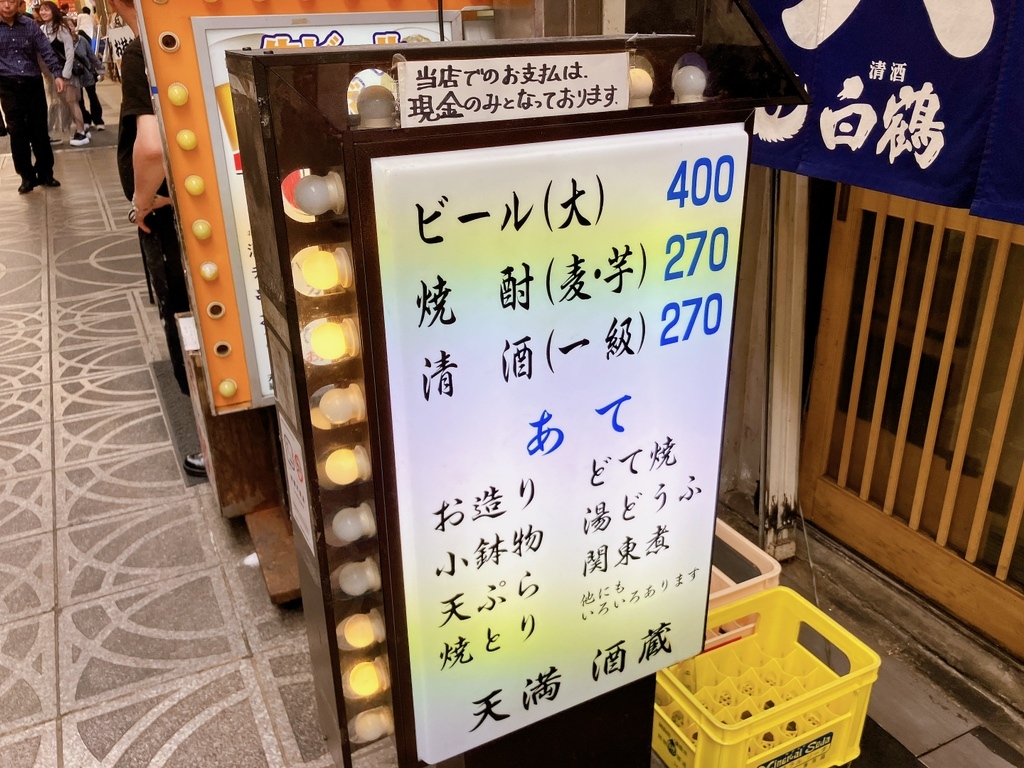 当店でのお支払は、
現金のみとなっております。
ビール(大) 400
焼 酎(麦・芋) 270
清 酒(一級) 270
あて
お造り どて焼
小鉢物 湯どうふ
天ぷら 関東煮
焼とり 他にも
いろいろあります
天満酒蔵
清酒
白鶴
Mineral Soda